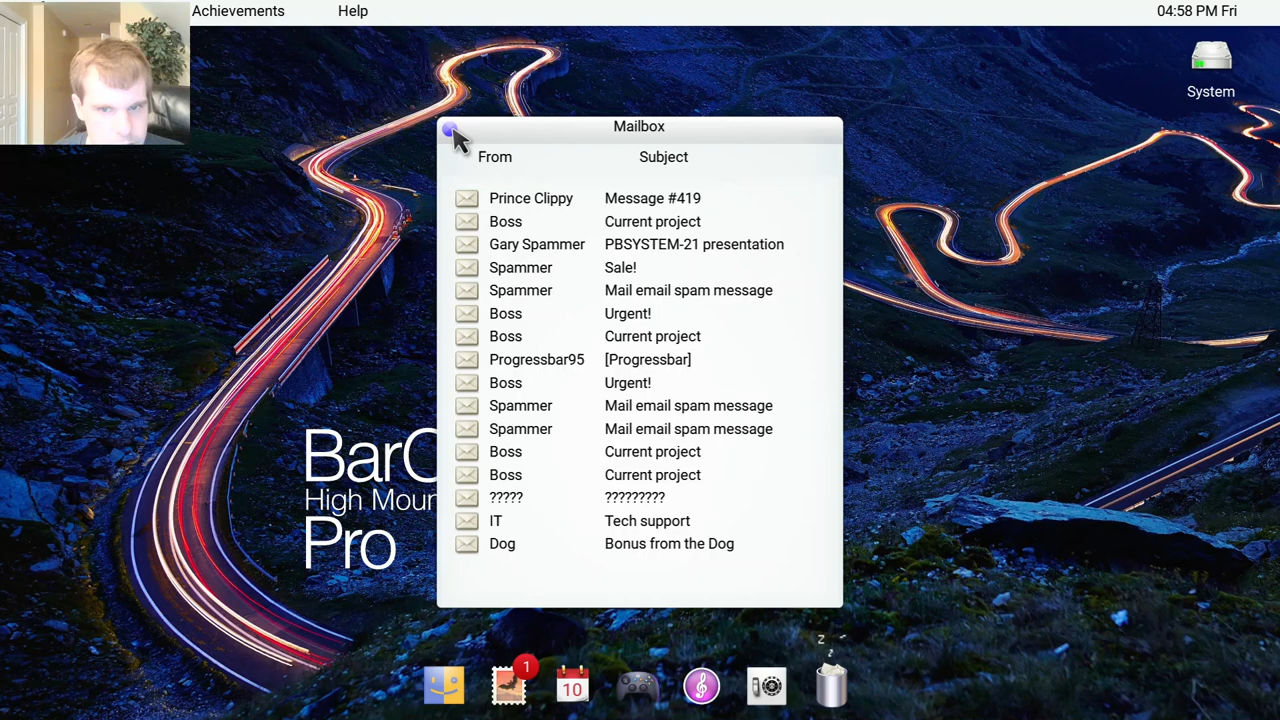 Achievements Help 04:58 PM Fri
System
Mailbox
From Subject
Prince Clippy Message #419
Boss Current project
Gary Spammer PBSYSTEM-21 presentation
Spammer Sale!
Spammer Mail email spam message
Boss Urgent!
Boss Current project
Progressbar95 [Progressbar]
Boss Urgent!
Spammer Mail email spam message
Spammer Mail email spam message
Boss Current project
Boss Current project
????? ?????????
IT Tech support
Dog Bonus from the Dog
BarO
High Moun
Pro
z
z
1
10